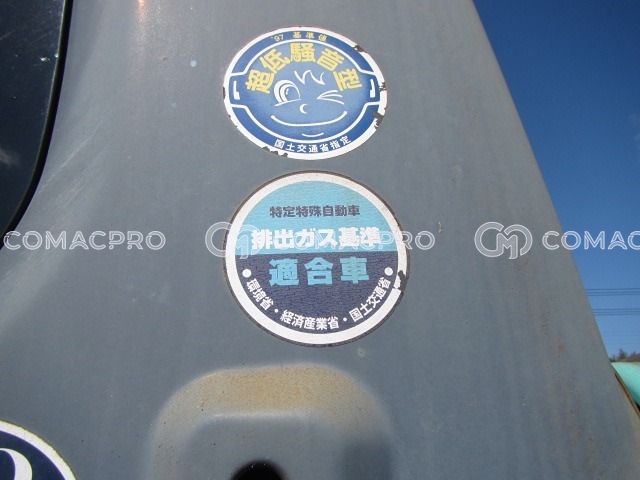 '97 基準値
超低騒音型
国土交通省指定
特定特殊自動車
排出ガス基準
適合車
・環境省・経済産業省・国土交通省・
COMACPRO
COMACPRO
COMAC